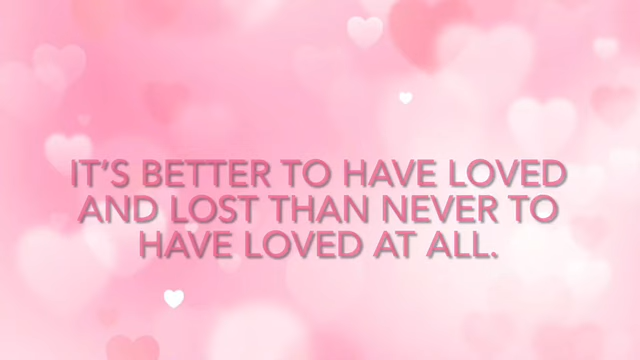 IT'S BETTER TO HAVE LOVED
AND LOST THAN NEVER TO
HAVE LOVED AT ALL.